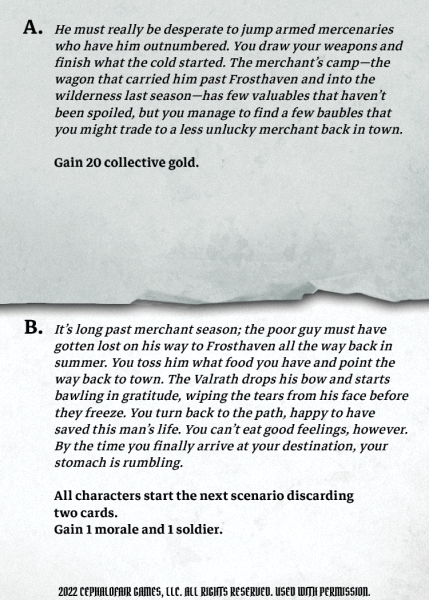 A. He must really be desperate to jump armed mercenaries
who have him outnumbered. You draw your weapons and
finish what the cold started. The merchant's camp—the
wagon that carried him past Frosthaven and into the
wilderness last season—has few valuables that haven't
been spoiled, but you manage to find a few baubles that
you might trade to a less unlucky merchant back in town.
Gain 20 collective gold.
B. It's long past merchant season; the poor guy must have
gotten lost on his way to Frosthaven all the way back in
summer. You toss him what food you have and point the
way back to town. The Valrath drops his bow and starts
bawling in gratitude, wiping the tears from his face before
they freeze. You turn back to the path, happy to have
saved this man's life. You can't eat good feelings, however.
By the time you finally arrive at your destination, your
stomach is rumbling.
All characters start the next scenario discarding
two cards.
Gain 1 morale and 1 soldier.
2022 CEPHALOFAIR GAMES, LLC. ALL RIGHTS RESERVED. USED WITH PERMISSION.